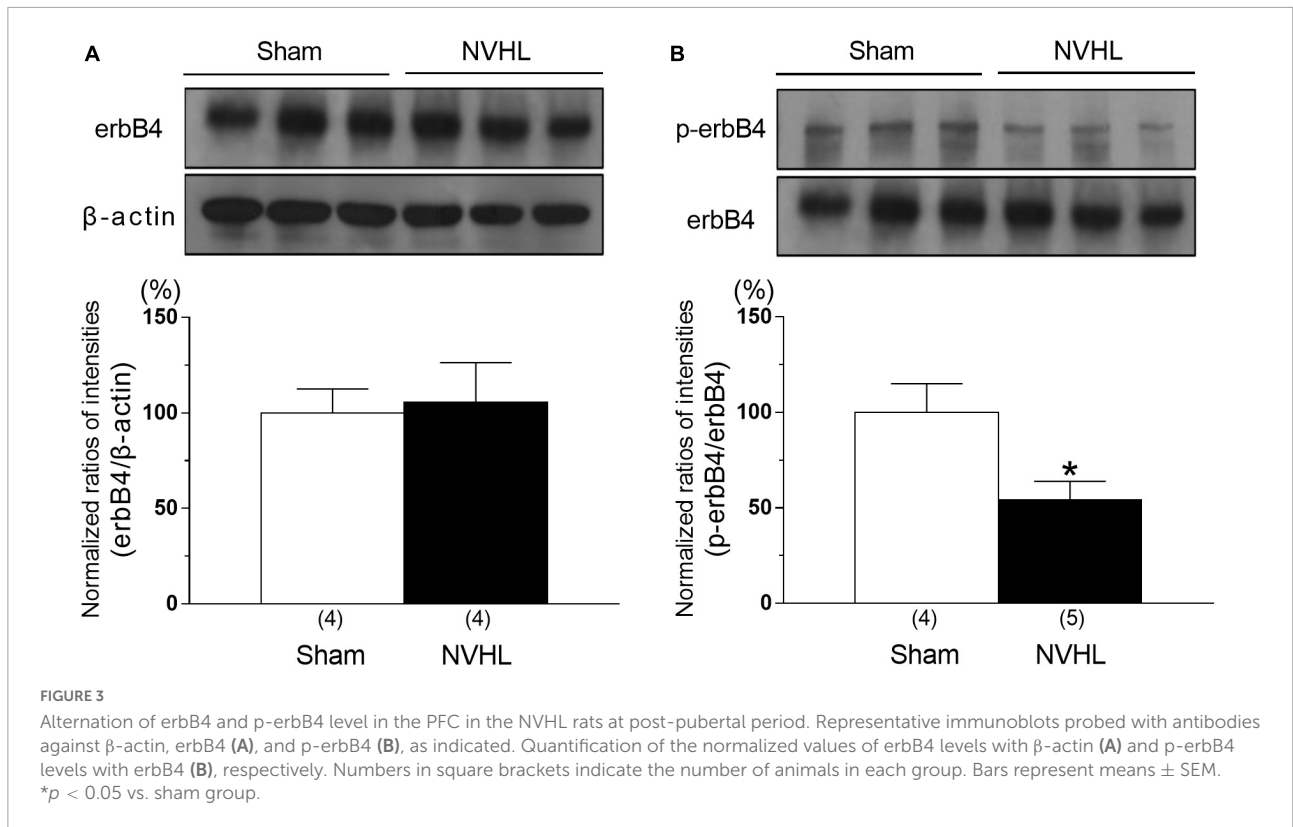 A
Sham
NVHL
erbB4
β-actin
(%)
Normalized ratios of intensities
(erbB4/β-actin)
150
100
50
0
(4)
(4)
Sham
NVHL
B
Sham
NVHL
p-erbB4
erbB4
(%)
Normalized ratios of intensities
(p-erbB4/erbB4)
150
100
50
0
*
(4)
(5)
Sham
NVHL
FIGURE 3
Alternation of erbB4 and p-erbB4 level in the PFC in the NVHL rats at post-pubertal period. Representative immunoblots probed with antibodies
against β-actin, erbB4 (A), and p-erbB4 (B), as indicated. Quantification of the normalized values of erbB4 levels with β-actin (A) and p-erbB4
levels with erbB4 (B), respectively. Numbers in square brackets indicate the number of animals in each group. Bars represent means ± SEM.
*p < 0.05 vs. sham group.